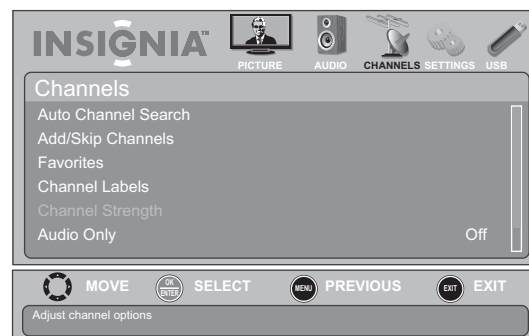 INSIGNIA™
PICTURE AUDIO CHANNELS SETTINGS USB
Channels
Auto Channel Search
Add/Skip Channels
Favorites
Channel Labels
Channel Strength
Audio Only Off
MOVE OK ENTER SELECT MENU PREVIOUS EXIT EXIT
Adjust channel options